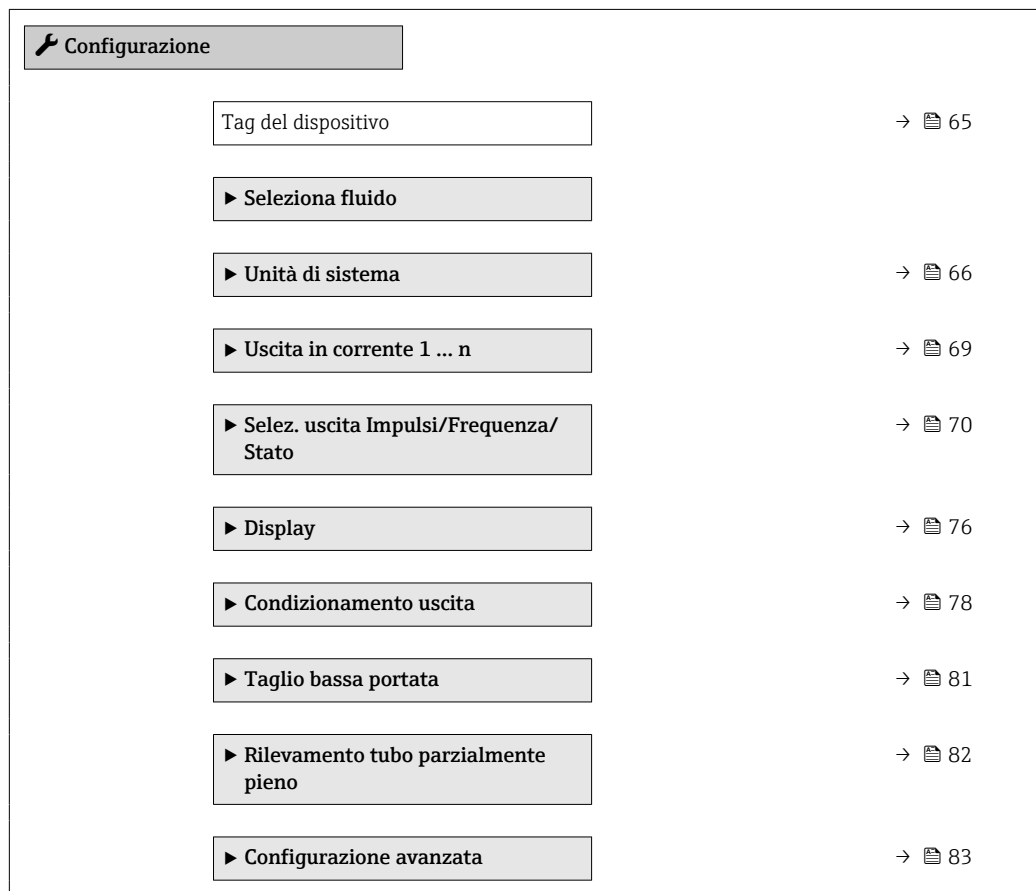 Configurazione
Tag del dispositivo → 65
▶ Seleziona fluido
▶ Unità di sistema → 66
▶ Uscita in corrente 1 … n → 69
▶ Selez. uscita Impulsi/Frequenza/ → 70
Stato
▶ Display → 76
▶ Condizionamento uscita → 78
▶ Taglio bassa portata → 81
▶ Rilevamento tubo parzialmente → 82
pieno
▶ Configurazione avanzata → 83